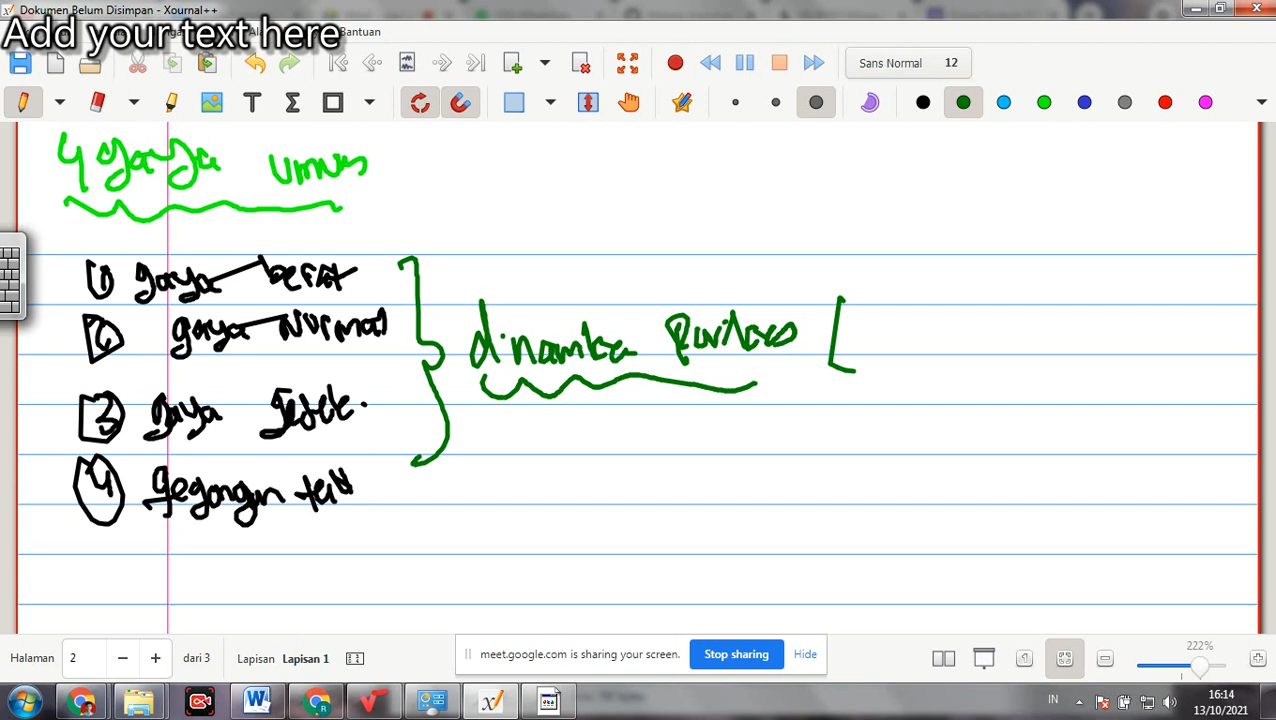 Dokumen Belum Disimpan - Xournal++
Add your text here
Bantuan
Sans Normal 12
4 gaya umum
1 gaya berat
2 gaya Normal
3 gaya gesek
4 tegangan tali
dinamika Partikel
meet.google.com is sharing your screen. Stop sharing Hide
Halaman 2 dari 3 Lapisan Lapisan 1
222%
IN 16:14
13/10/2021